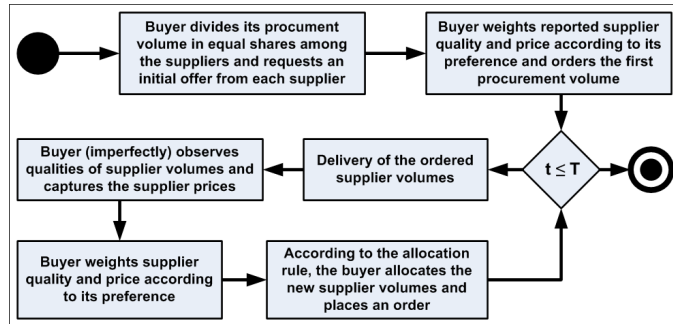 Buyer divides its procument
volume in equal shares among
the suppliers and requests an
initial offer from each supplier
Buyer weights reported supplier
quality and price according to its
preference and orders the first
procurement volume
t ≤ T
Delivery of the ordered
supplier volumes
Buyer (imperfectly) observes
qualities of supplier volumes and
captures the supplier prices
Buyer weights supplier
quality and price according
to its preference
According to the allocation
rule, the buyer allocates the
new supplier volumes and
places an order